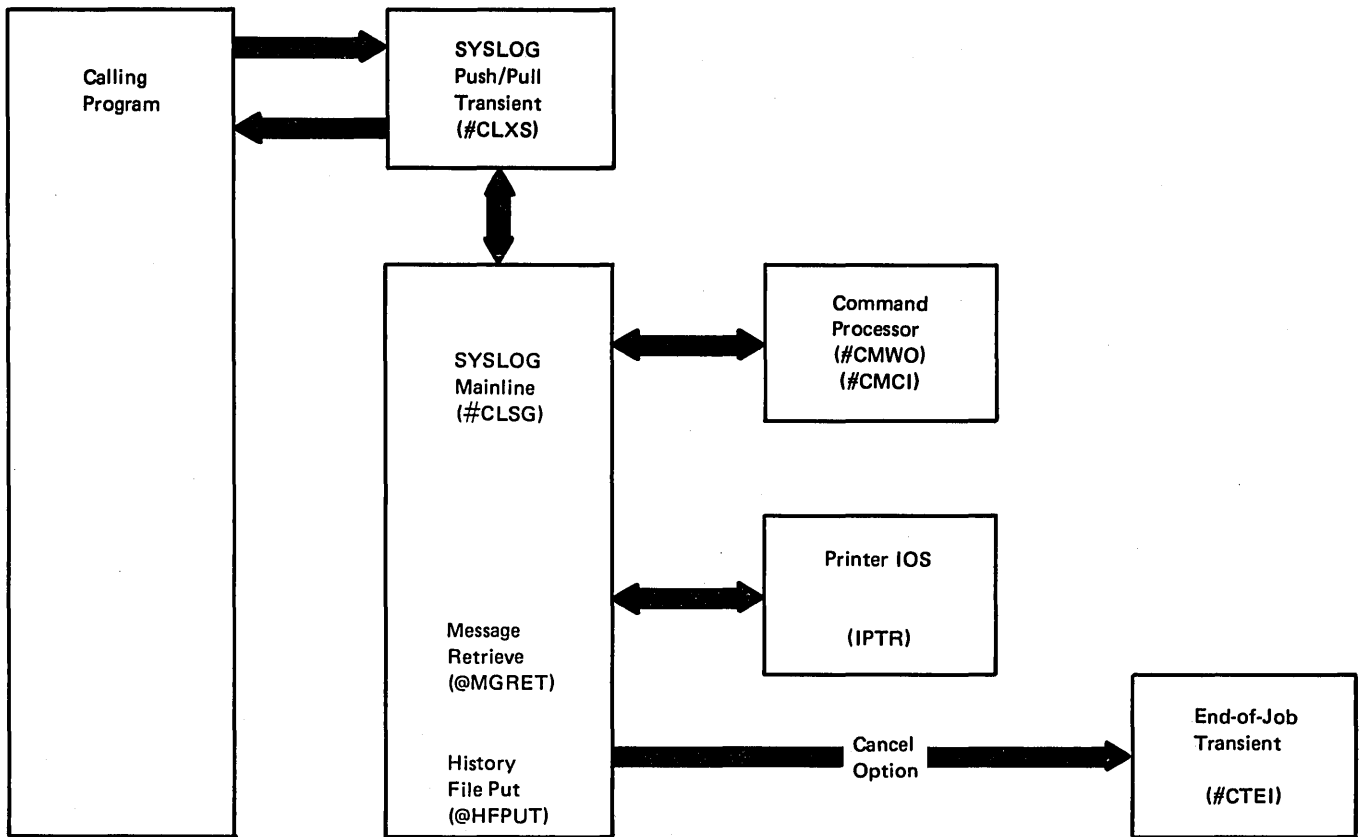 Calling
Program
SYSLOG
Push/Pull
Transient
(#CLXS)
SYSLOG
Mainline
(#CLSG)
Command
Processor
(#CMWO)
(#CMCI)
Printer IOS
(IPTR)
Message
Retrieve
(@MGRET)
History
File Put
(@HFPUT)
Cancel
Option
End-of-Job
Transient
(#CTEI)